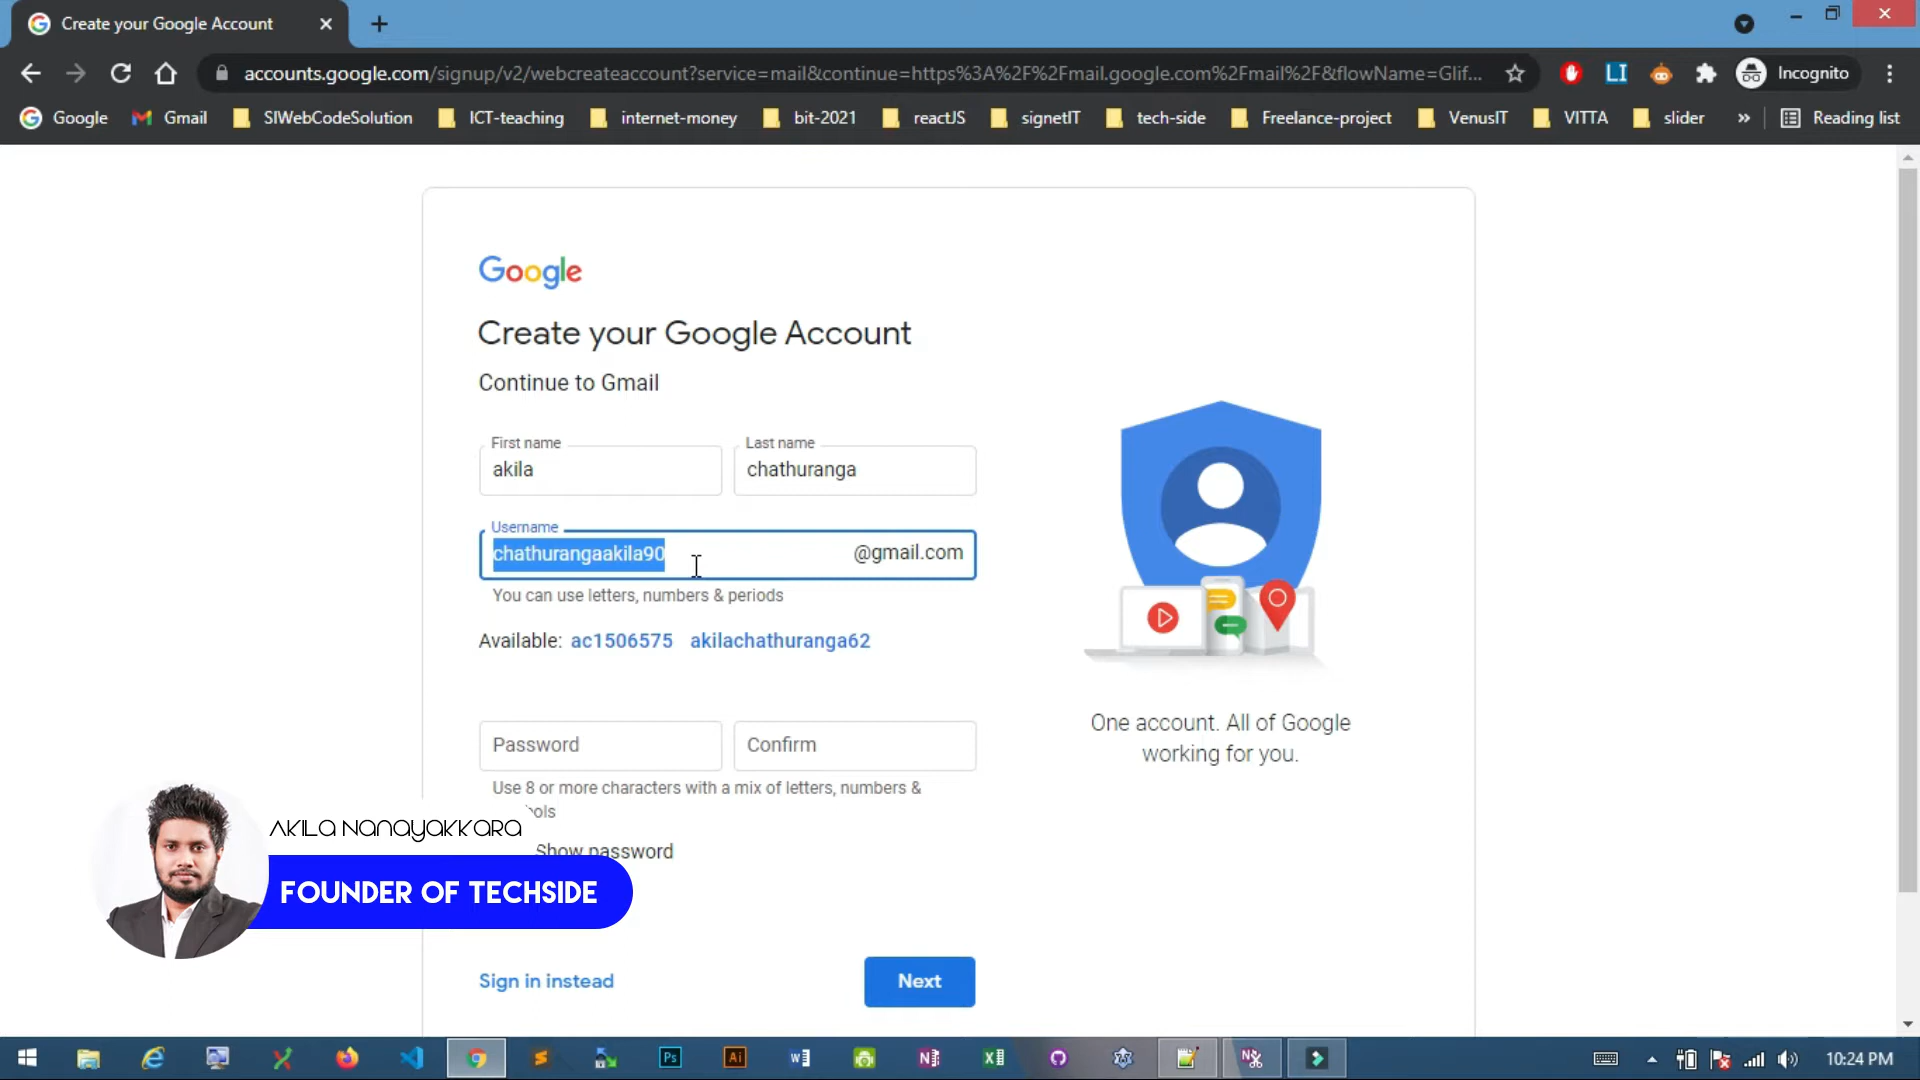 Create your Google Account
accounts.google.com/signup/v2/webcreateaccount?service=mail&continue=https%3A%2F%2Fmail.google.com%2Fmail%2F&flowName=Glif...
Incognito
Google Gmail SIWebCodeSolution ICT-teaching internet-money bit-2021 reactJS signetIT tech-side Freelance-project VenusIT VITTA slider » Reading list
Google
Create your Google Account
Continue to Gmail
First name Last name
akila chathuranga
Username
chathurangaakila90 @gmail.com
You can use letters, numbers & periods
Available: ac1506575 akilachathuranga62
One account. All of Google
working for you.
Password Confirm
Use 8 or more characters with a mix of letters, numbers &
ols
Show password
AKILA NANAYAKKARA
FOUNDER OF TECHSIDE
Sign in instead Next
10:24 PM